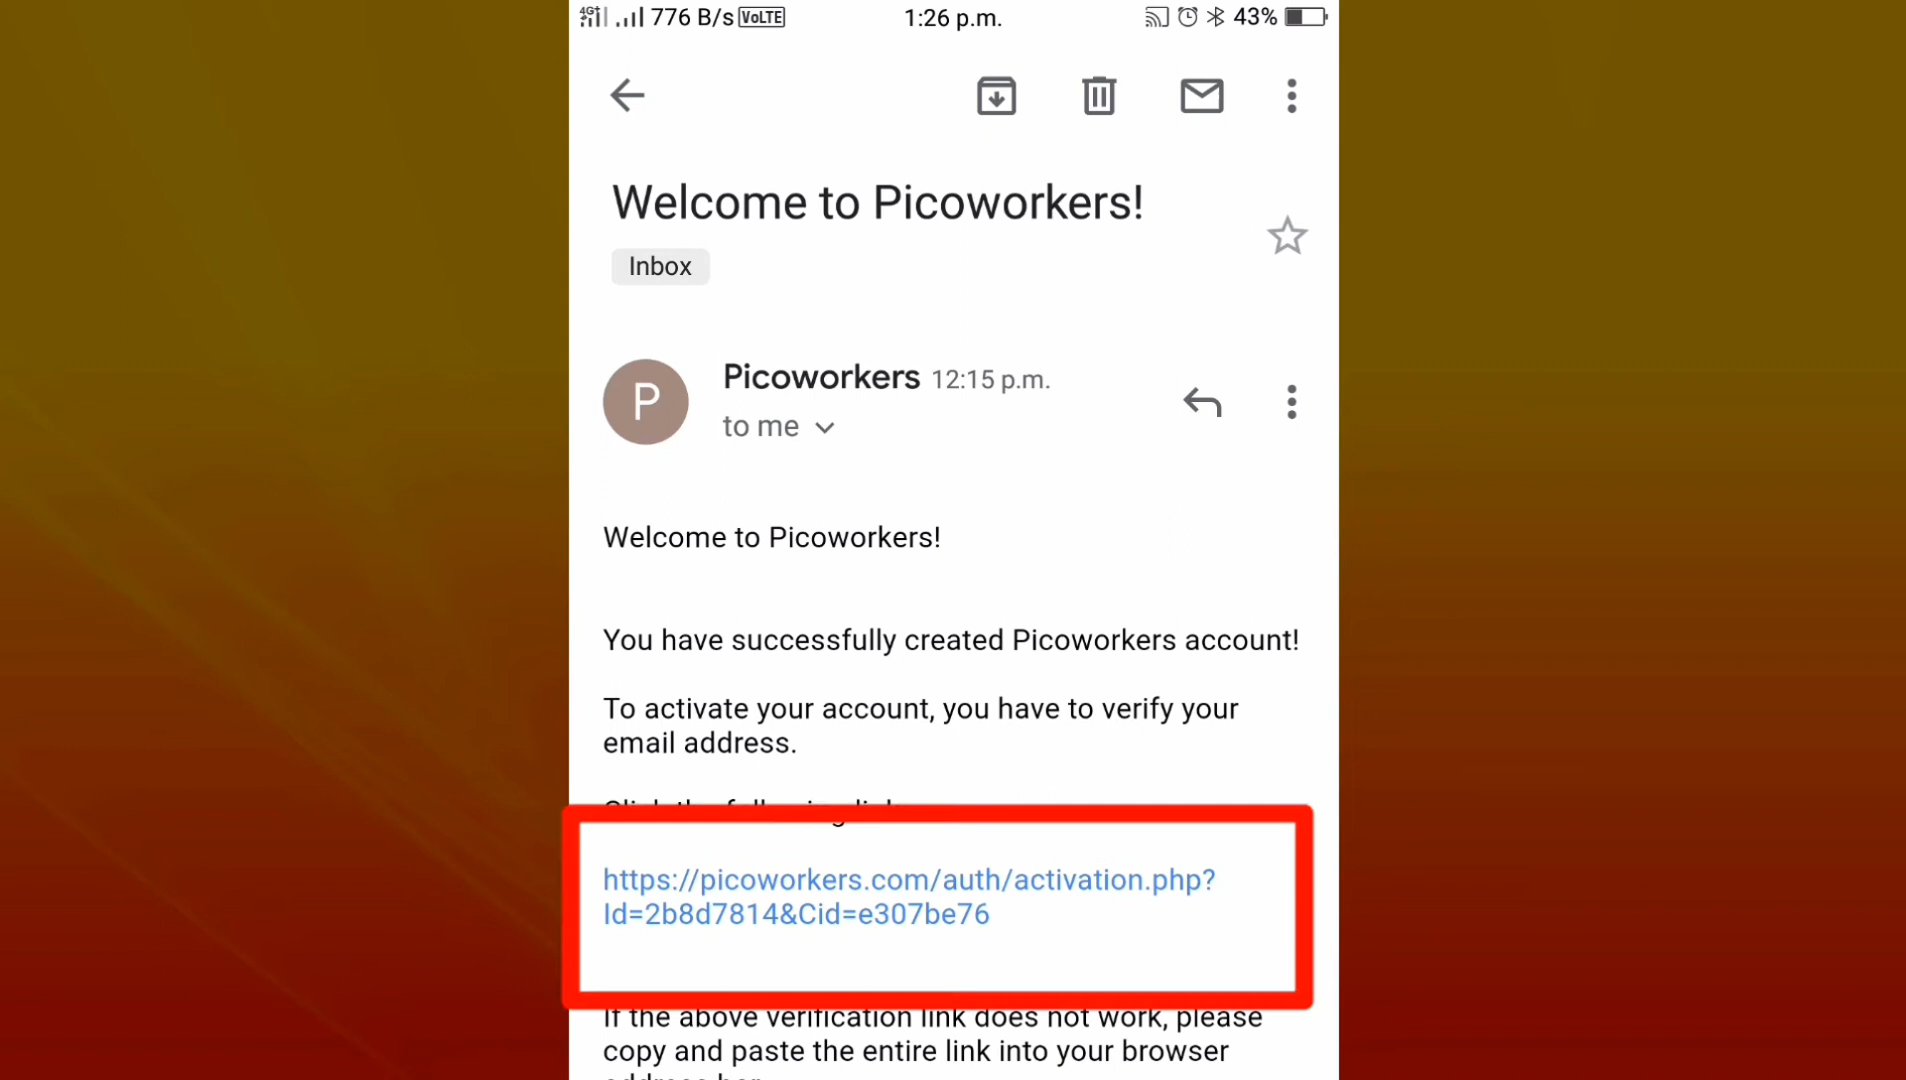 4G+ 776 B/s VoLTE 1:26 p.m. 43%
Welcome to Picoworkers!
Inbox
P
Picoworkers 12:15 p.m.
to me
Welcome to Picoworkers!
You have successfully created Picoworkers account!
To activate your account, you have to verify your
email address.
https://picoworkers.com/auth/activation.php?
Id=2b8d7814&Cid=e307be76
If the above verification link does not work, please
copy and paste the entire link into your browser